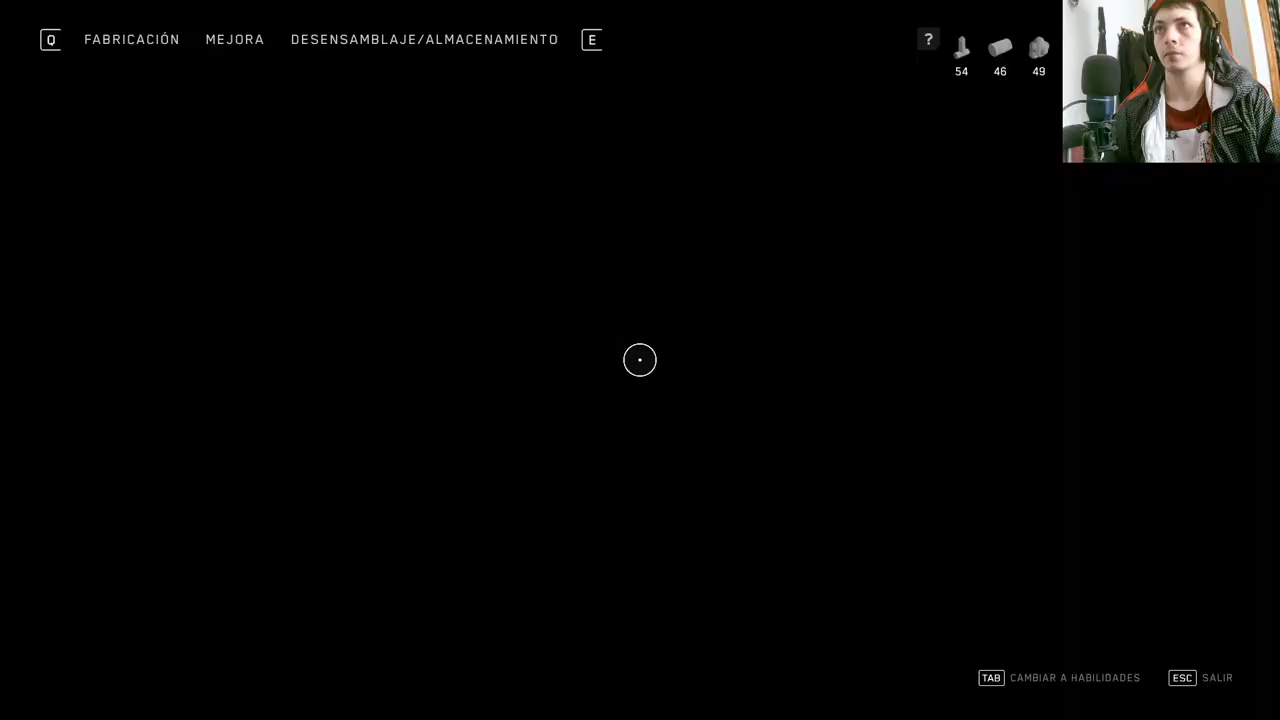 Q FABRICACIÓN MEJORA DESENSAMBLAJE/ALMACENAMIENTO E
?
54 46 49
TAB CAMBIAR A HABILIDADES ESC SALIR